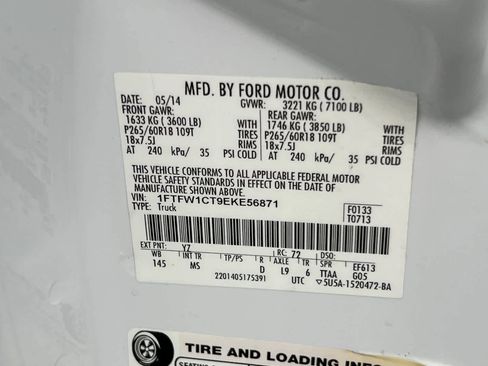 MFD. BY FORD MOTOR CO.
DATE: 05/14 GVWR: 3221 KG ( 7100 LB)
FRONT GAWR: REAR GAWR:
1633 KG ( 3600 LB) 1746 KG ( 3850 LB)
P265/60R18 109T TIRES P265/60R18 109T TIRES
18x7.5J RIMS 18x7.5J RIMS
AT 240 kPa/ 35 PSI COLD AT 240 kPa/ 35 PSI COLD
THIS VEHICLE CONFORMS TO ALL APPLICABLE FEDERAL MOTOR
VEHICLE SAFETY STANDARDS IN EFFECT ON THE DATE OF
MANUFACTURE SHOWN ABOVE.
VIN: 1FTFW1CT9EKE56871 F0133
TYPE: Truck T0713
EXT PNT: YZ RC: 72 DSO:
WB INT TR TP/PS R AXLE TR SPR EF613
145 MS D L9 6 TTAA G05
2201405175391 UTC ▽5U5A-1520472-BA
TIRE AND LOADING